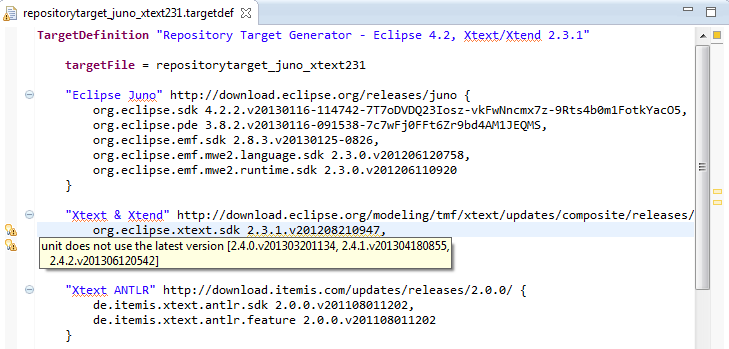 repositorytarget_juno_xtext231.targetdef
TargetDefinition "Repository Target Generator - Eclipse 4.2, Xtext/Xtend 2.3.1"
targetFile = repositorytarget_juno_xtext231
"Eclipse Juno" http://download.eclipse.org/releases/juno {
org.eclipse.sdk 4.2.2.v20130116-114742-7T7oDVDQ23Iosz-vkFwNncmx7z-9Rts4b0m1FotkYacO5,
org.eclipse.pde 3.8.2.v20130116-091538-7c7wFj0FFt6Zr9bd4AM1JEQMS,
org.eclipse.emf.sdk 2.8.3.v20130125-0826,
org.eclipse.emf.mwe2.language.sdk 2.3.0.v201206120758,
org.eclipse.emf.mwe2.runtime.sdk 2.3.0.v201206110920
}
"Xtext & Xtend" http://download.eclipse.org/modeling/tmf/xtext/updates/composite/releases/
org.eclipse.xtext.sdk 2.3.1.v201208210947,
unit does not use the latest version [2.4.0.v201303201134, 2.4.1.v201304180855,
2.4.2.v201306120542]
"Xtext ANTLR" http://download.itemis.com/updates/releases/2.0.0/ {
de.itemis.xtext.antlr.sdk 2.0.0.v201108011202,
de.itemis.xtext.antlr.feature 2.0.0.v201108011202
}